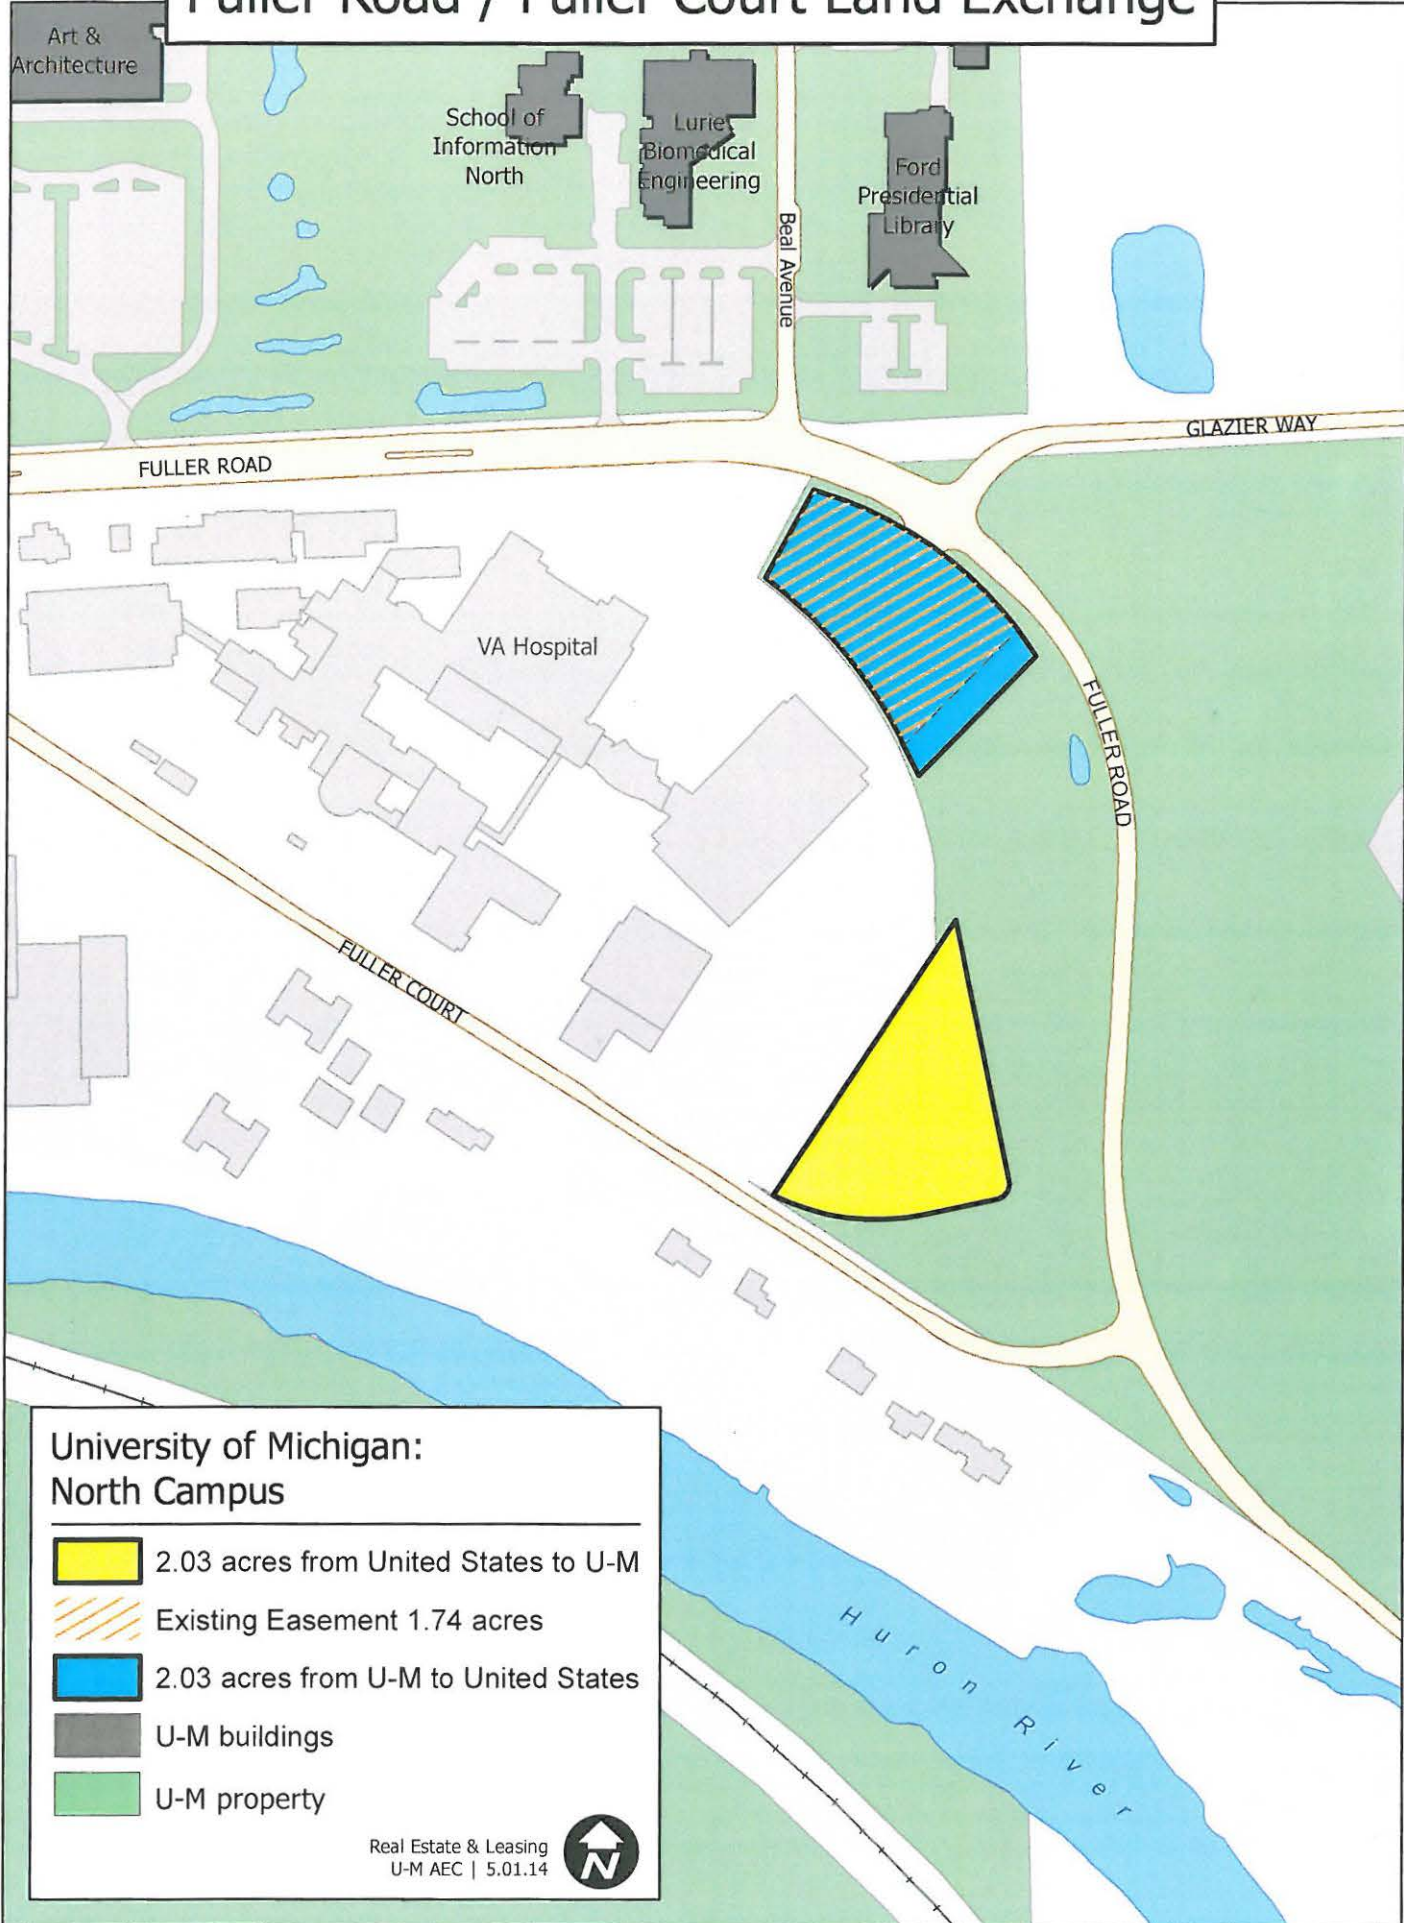 Fuller Road / Fuller Court Land Exchange
Art &
Architecture
School of
Information
North
Lurie
Biomedical
Engineering
Ford
Presidential
Library
Beal Avenue
GLAZIER WAY
FULLER ROAD
VA Hospital
FULLER ROAD
FULLER COURT
University of Michigan:
North Campus
2.03 acres from United States to U-M
Existing Easement 1.74 acres
2.03 acres from U-M to United States
U-M buildings
U-M property
Real Estate & Leasing
U-M AEC | 5.01.14
N
Huron River